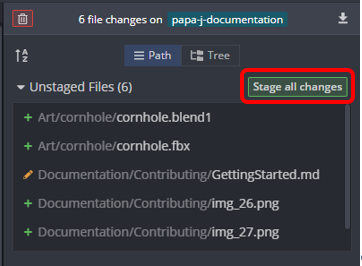 6 file changes on papa-j-documentation
Path Tree
Unstaged Files (6) Stage all changes
Art/cornhole/cornhole.blend1
Art/cornhole/cornhole.fbx
Documentation/Contributing/GettingStarted.md
Documentation/Contributing/img_26.png
Documentation/Contributing/img_27.png